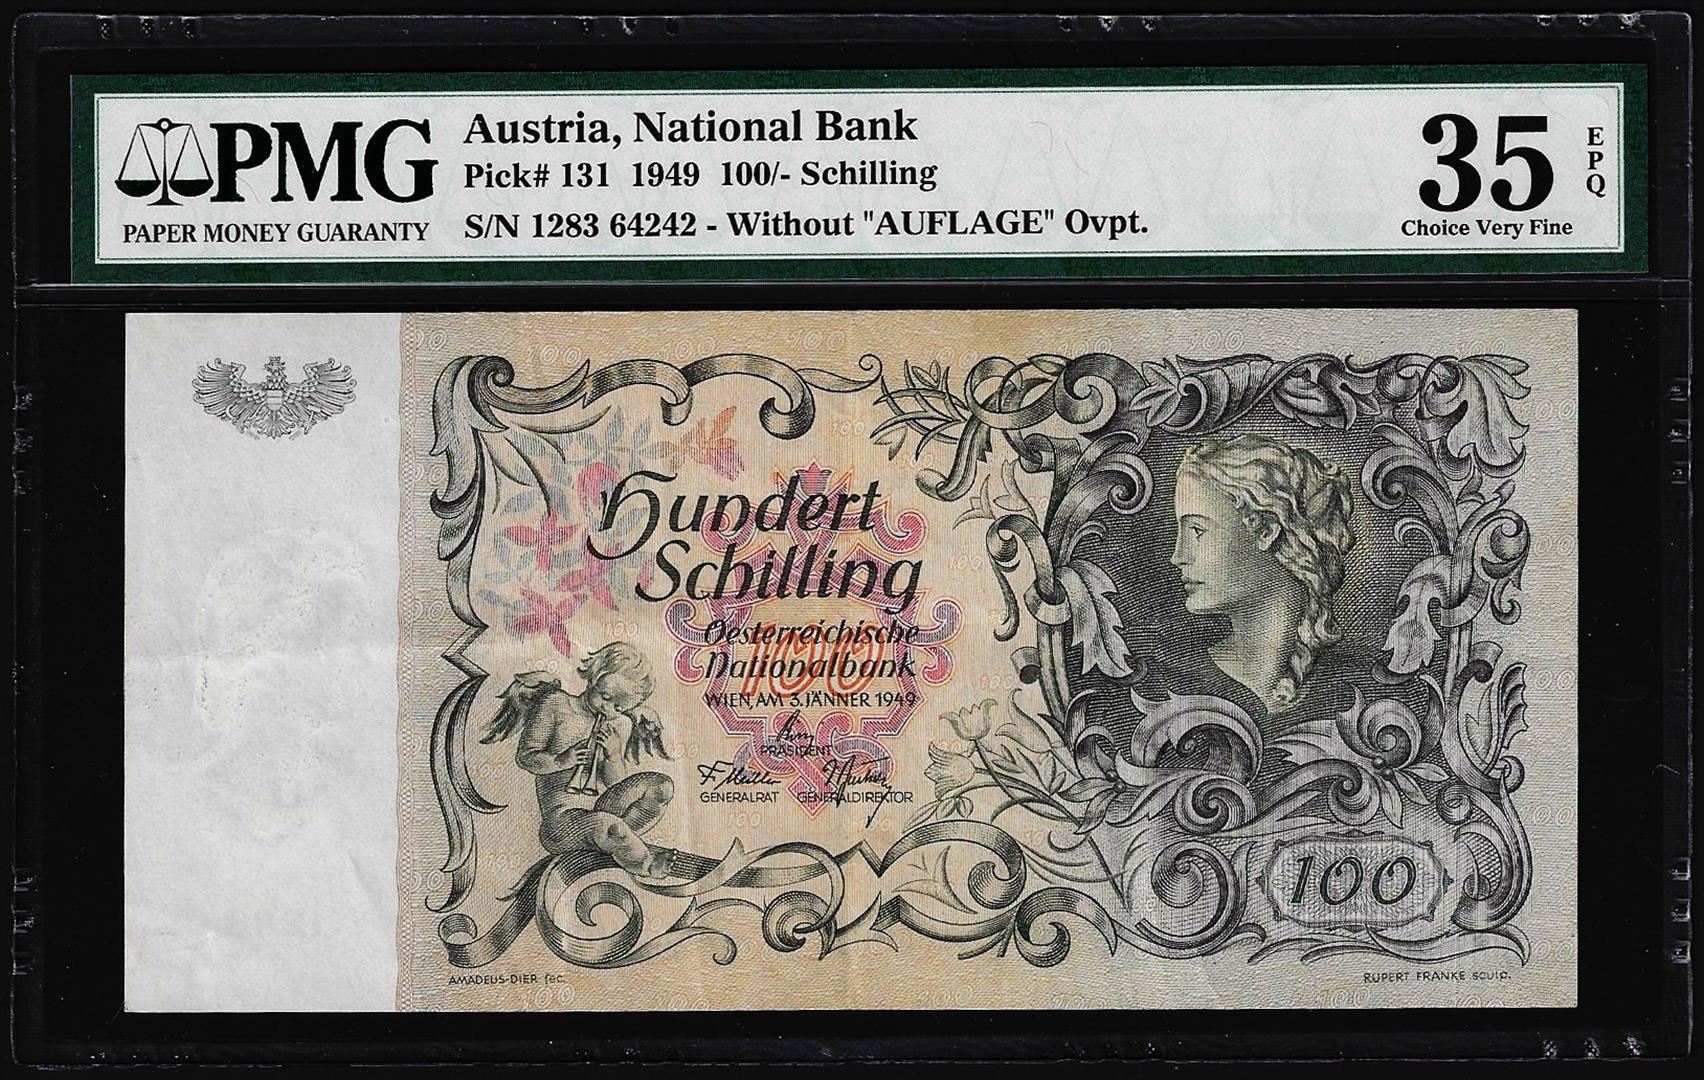 PMG
PAPER MONEY GUARANTY
Austria, National Bank
Pick# 131 1949 100/- Schilling
S/N 1283 64242 - Without "AUFLAGE" Ovpt.
35
EPQ
Choice Very Fine
Hundert
Schilling
100
Oesterreichische
Nationalbank
WIEN, AM 3. JÄNNER 1949
PRÄSIDENT
GENERALRAT GENERALDIREKTOR
100
AMADEUS-DIER fec.
RUPERT FRANKE sculp.